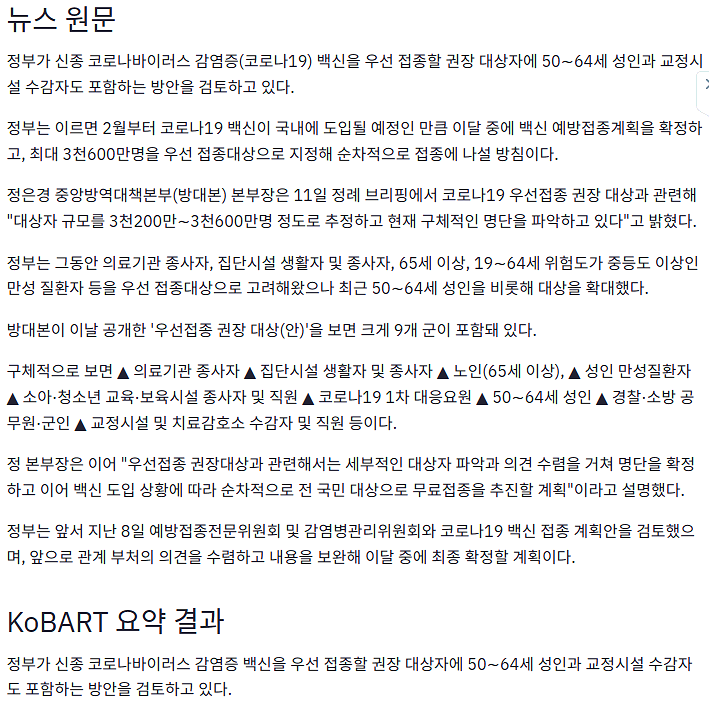 뉴스 원문
정부가 신종 코로나바이러스 감염증(코로나19) 백신을 우선 접종할 권장 대상자에 50~64세 성인과 교정시
설 수감자도 포함하는 방안을 검토하고 있다.
정부는 이르면 2월부터 코로나19 백신이 국내에 도입될 예정인 만큼 이달 중에 백신 예방접종계획을 확정하
고, 최대 3천600만명을 우선 접종대상으로 지정해 순차적으로 접종에 나설 방침이다.
정은경 중앙방역대책본부(방대본) 본부장은 11일 정례 브리핑에서 코로나19 우선접종 권장 대상과 관련해
"대상자 규모를 3천200만~3천600만명 정도로 추정하고 현재 구체적인 명단을 파악하고 있다"고 밝혔다.
정부는 그동안 의료기관 종사자, 집단시설 생활자 및 종사자, 65세 이상, 19~64세 위험도가 중등도 이상인
만성 질환자 등을 우선 접종대상으로 고려해왔으나 최근 50~64세 성인을 비롯해 대상을 확대했다.
방대본이 이날 공개한 '우선접종 권장 대상(안)'을 보면 크게 9개 군이 포함돼 있다.
구체적으로 보면 ▲ 의료기관 종사자 ▲ 집단시설 생활자 및 종사자 ▲ 노인(65세 이상), ▲ 성인 만성질환자
▲ 소아·청소년 교육·보육시설 종사자 및 직원 ▲ 코로나19 1차 대응요원 ▲ 50~64세 성인 ▲ 경찰·소방 공
무원·군인 ▲ 교정시설 및 치료감호소 수감자 및 직원 등이다.
정 본부장은 이어 "우선접종 권장대상과 관련해서는 세부적인 대상자 파악과 의견 수렴을 거쳐 명단을 확정
하고 이어 백신 도입 상황에 따라 순차적으로 전 국민 대상으로 무료접종을 추진할 계획"이라고 설명했다.
정부는 앞서 지난 8일 예방접종전문위원회 및 감염병관리위원회와 코로나19 백신 접종 계획안을 검토했으
며, 앞으로 관계 부처의 의견을 수렴하고 내용을 보완해 이달 중에 최종 확정할 계획이다.
KoBART 요약 결과
정부가 신종 코로나바이러스 감염증 백신을 우선 접종할 권장 대상자에 50~64세 성인과 교정시설 수감자
도 포함하는 방안을 검토하고 있다.